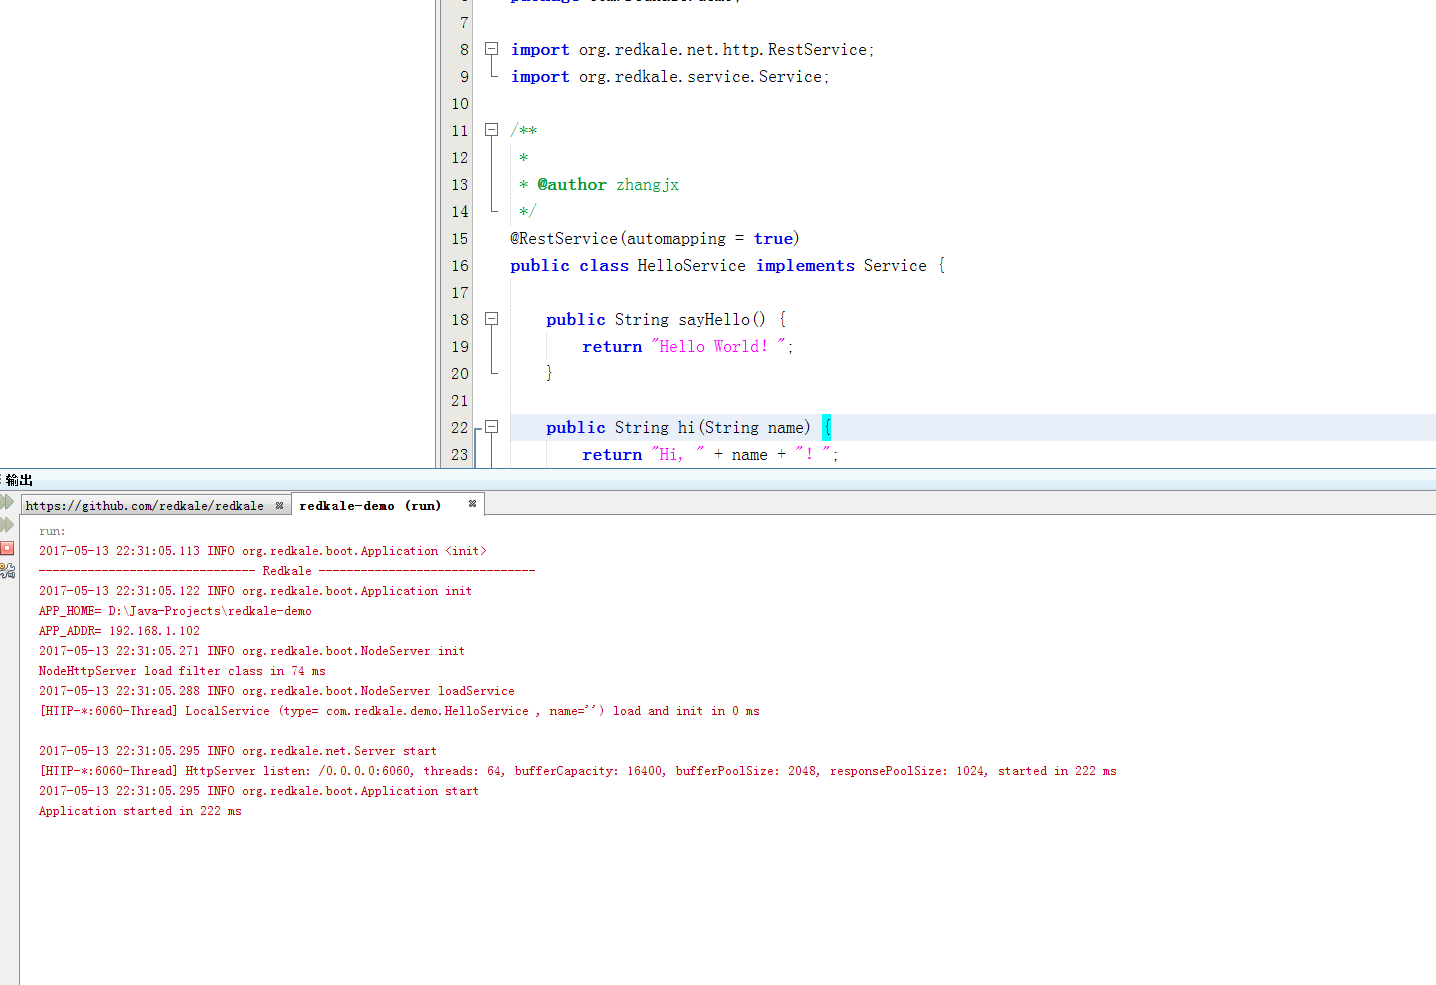 7
8 import org.redkale.net.http.RestService;
9 import org.redkale.service.Service;
10
11 /**
12 *
13 * @author zhangjx
14 */
15 @RestService(automapping = true)
16 public class HelloService implements Service {
17
18 public String sayHello() {
19 return "Hello World! ";
20 }
21
22 public String hi(String name) {
23 return "Hi, " + name + "! ";
输出
https://github.com/redkale/redkale
redkale-demo (run)
run:
2017-05-13 22:31:05.113 INFO org.redkale.boot.Application <init>
------------------------------- Redkale -------------------------------
2017-05-13 22:31:05.122 INFO org.redkale.boot.Application init
APP_HOME= D:\Java-Projects\redkale-demo
APP_ADDR= 192.168.1.102
2017-05-13 22:31:05.271 INFO org.redkale.boot.NodeServer init
NodeHttpServer load filter class in 74 ms
2017-05-13 22:31:05.288 INFO org.redkale.boot.NodeServer loadService
[HTTP-*:6060-Thread] LocalService (type= com.redkale.demo.HelloService , name='') load and init in 0 ms
2017-05-13 22:31:05.295 INFO org.redkale.net.Server start
[HTTP-*:6060-Thread] HttpServer listen: /0.0.0.0:6060, threads: 64, bufferCapacity: 16400, bufferPoolSize: 2048, responsePoolSize: 1024, started in 222 ms
2017-05-13 22:31:05.295 INFO org.redkale.boot.Application start
Application started in 222 ms